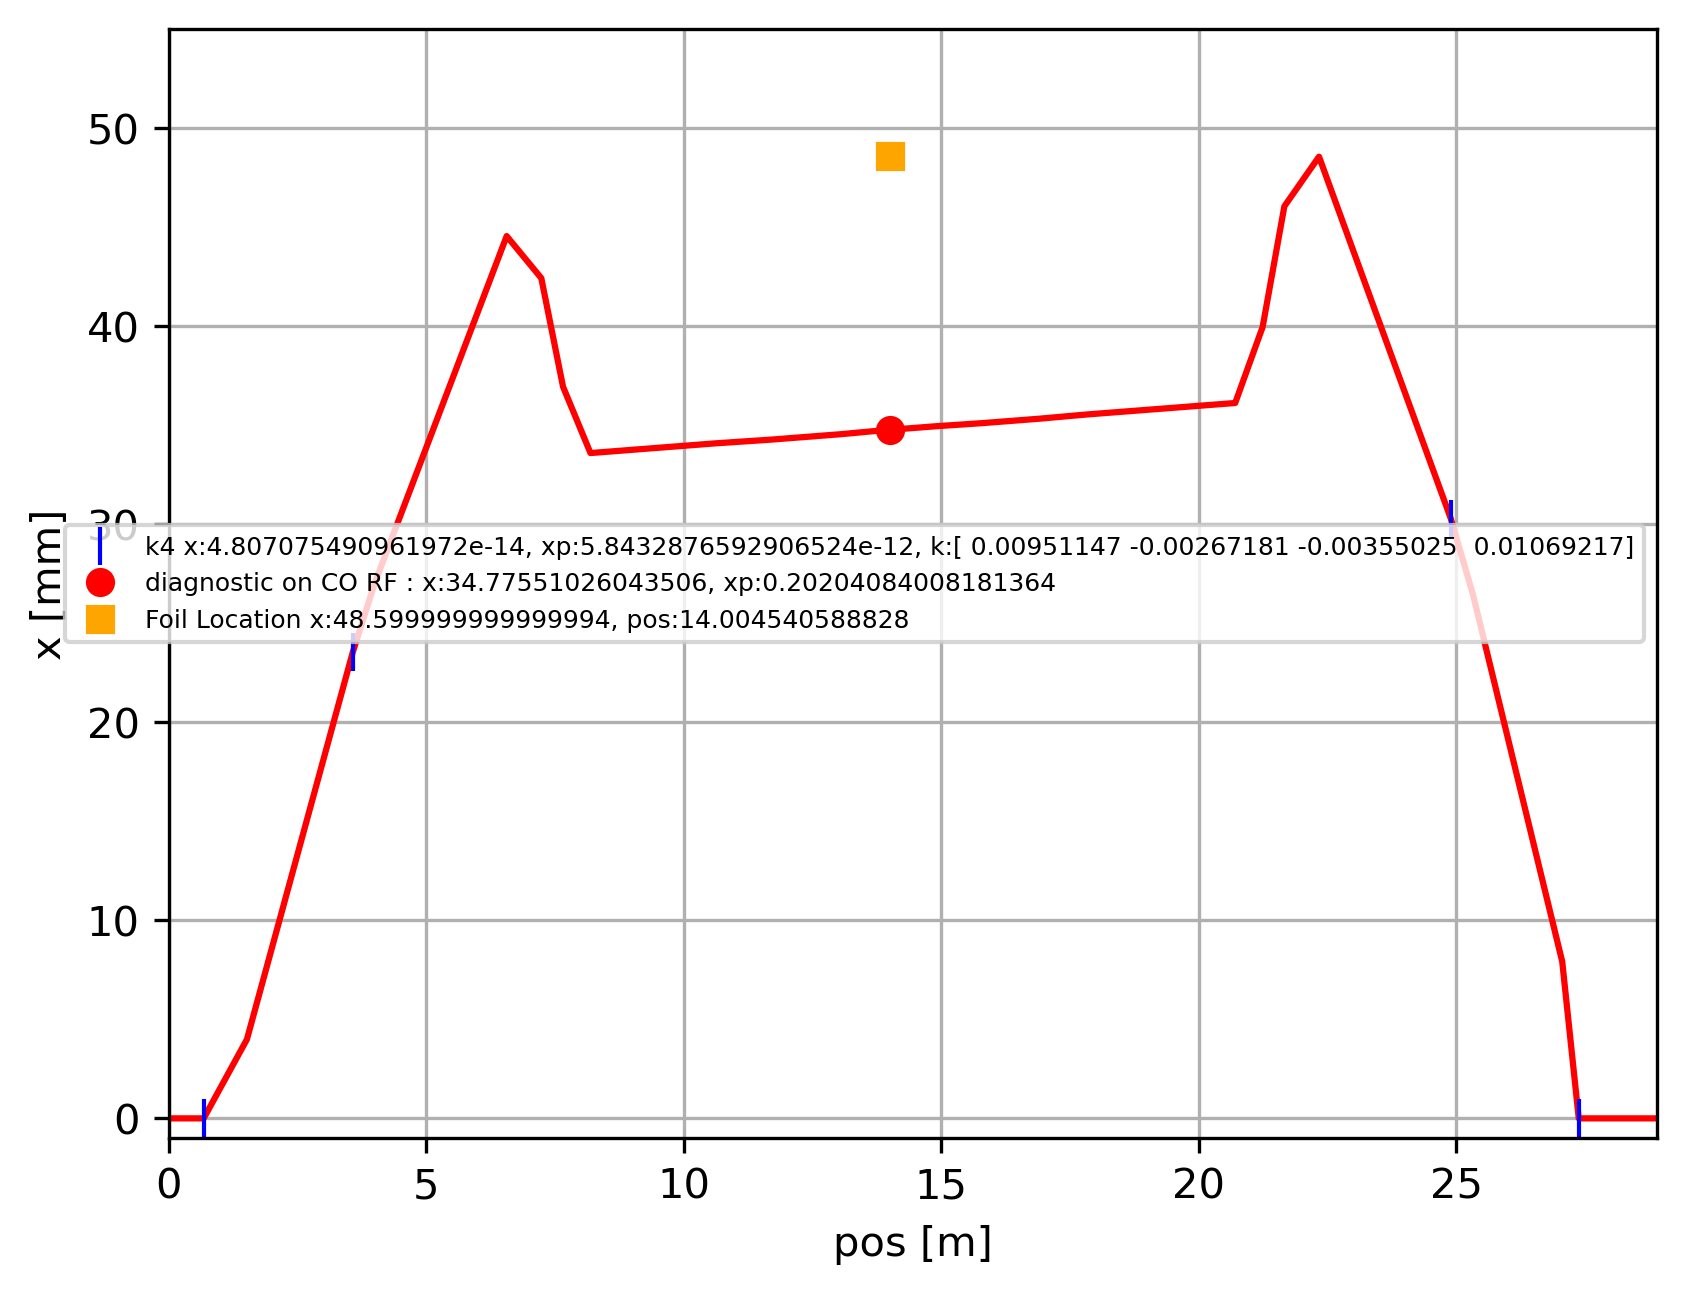 50
40
30
20
10
0
x [mm]
k4 x:4.807075490961972e-14, xp:5.8432876592906524e-12, k:[ 0.00951147 -0.00267181 -0.00355025  0.01069217]
diagnostic on CO RF : x:34.77551026043506, xp:0.20204084008181364
Foil Location x:48.599999999999994, pos:14.004540588828
0 5 10 15 20 25
pos [m]